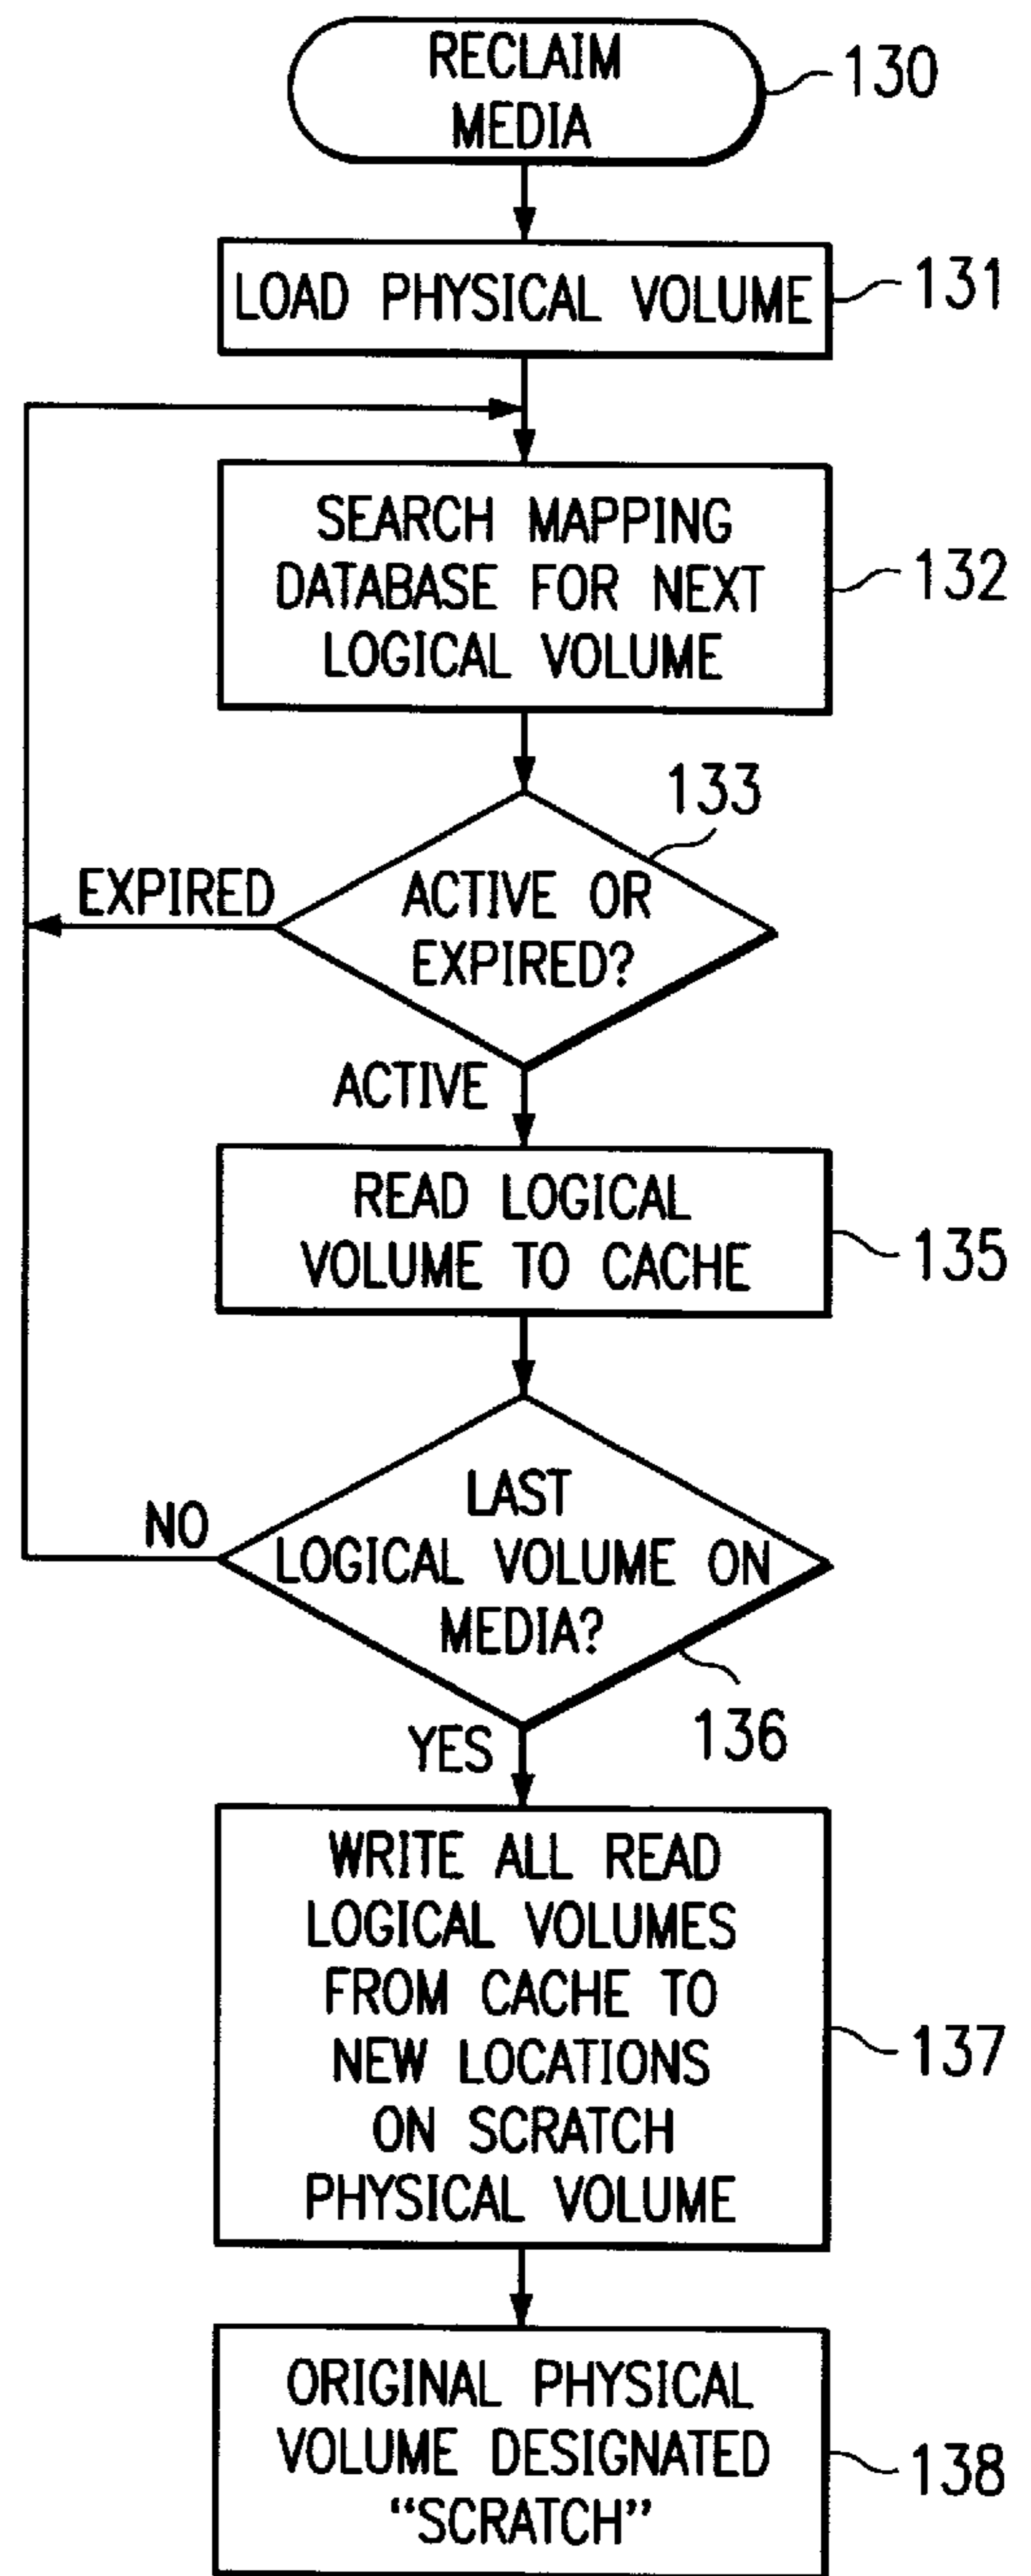 RECLAIM
MEDIA
130
LOAD PHYSICAL VOLUME
131
SEARCH MAPPING
DATABASE FOR NEXT
LOGICAL VOLUME
132
133
EXPIRED
ACTIVE OR
EXPIRED?
ACTIVE
READ LOGICAL
VOLUME TO CACHE
135
NO
LAST
LOGICAL VOLUME ON
MEDIA?
136
YES
WRITE ALL READ
LOGICAL VOLUMES
FROM CACHE TO
NEW LOCATIONS
ON SCRATCH
PHYSICAL VOLUME
137
ORIGINAL PHYSICAL
VOLUME DESIGNATED
“SCRATCH”
138